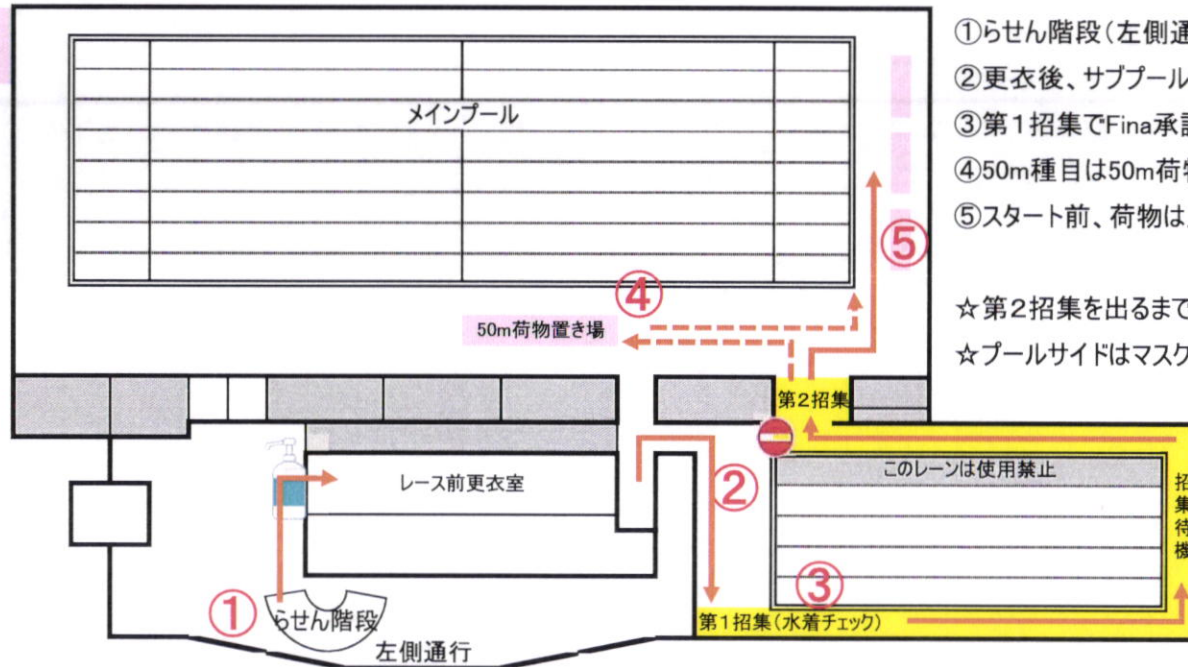 メインプール
50m荷物置き場
第2招集
レース前更衣室
このレーンは使用禁止
招集待機
第1招集(水着チェック)
らせん階段
左側通行
①
②
③
④
⑤
①らせん階段(左側通
②更衣後、サブプール
③第1招集でFina承
④50m種目は50m荷
⑤スタート前、荷物は
☆第2招集を出るまで
☆プールサイドはマスク